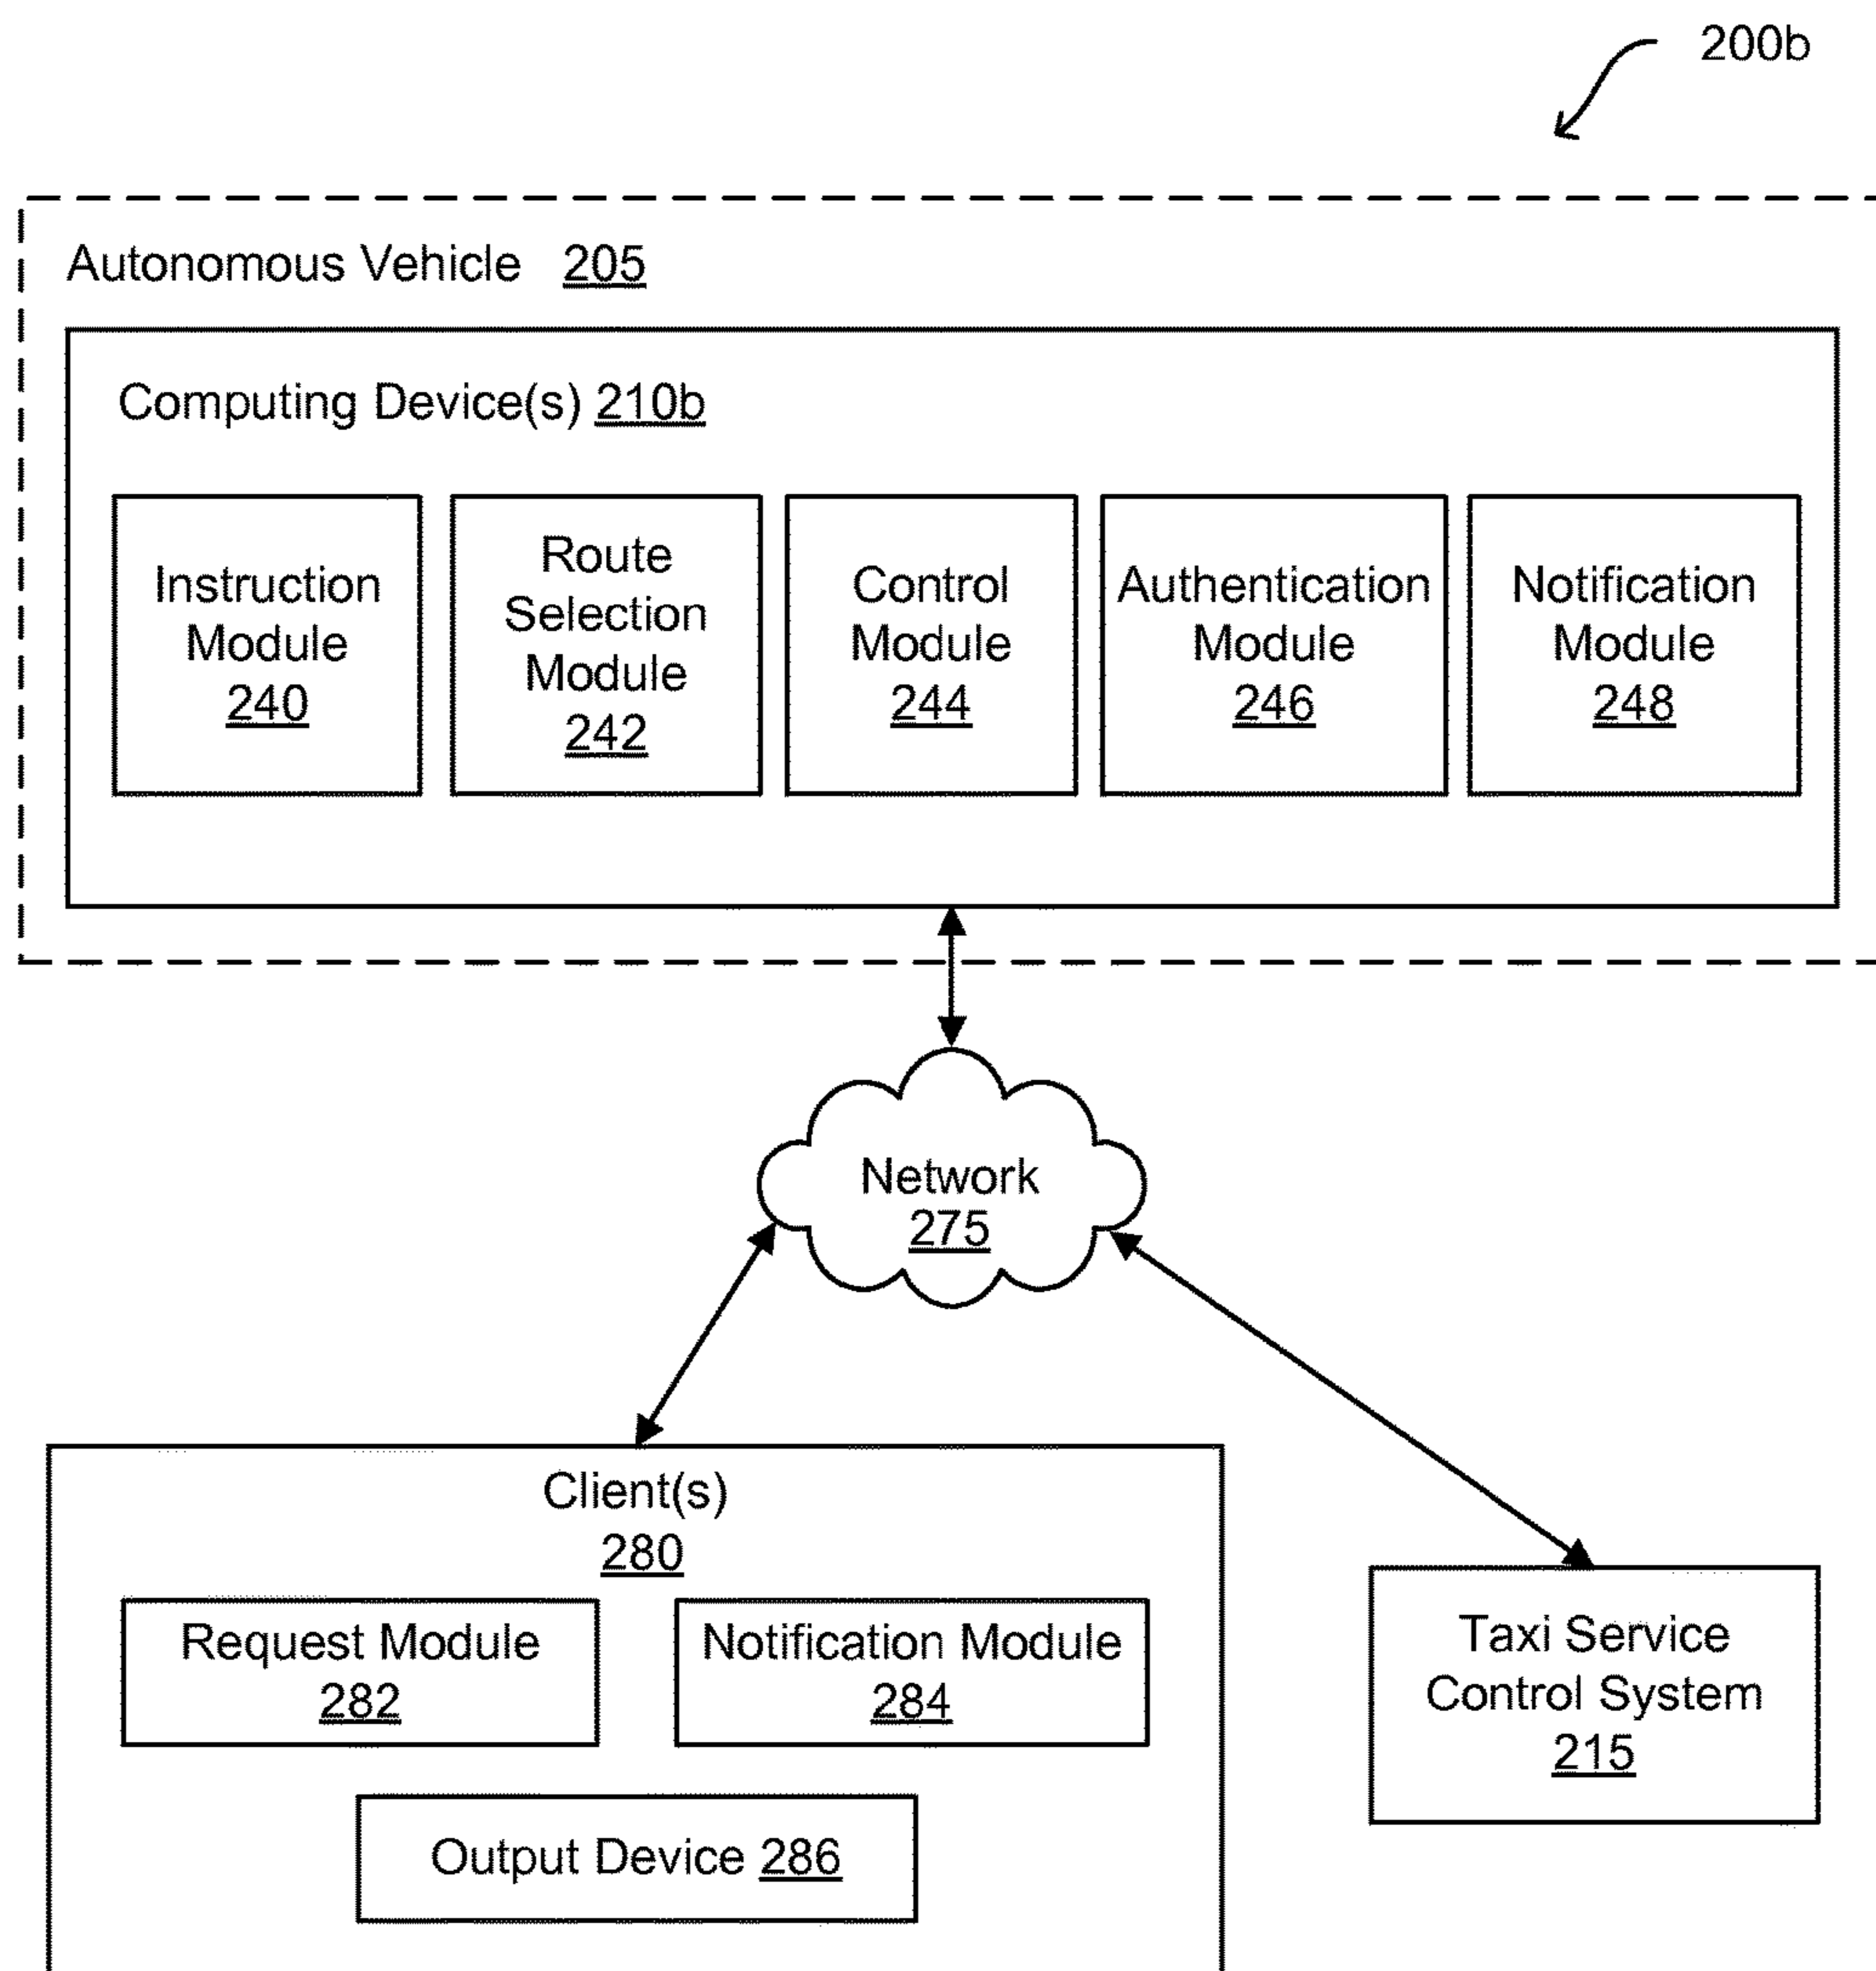 200b
Autonomous Vehicle 205
Computing Device(s) 210b
Instruction
Module
240
Route
Selection
Module
242
Control
Module
244
Authentication
Module
246
Notification
Module
248
Network
275
Client(s)
280
Request Module
282
Notification Module
284
Output Device 286
Taxi Service
Control System
215